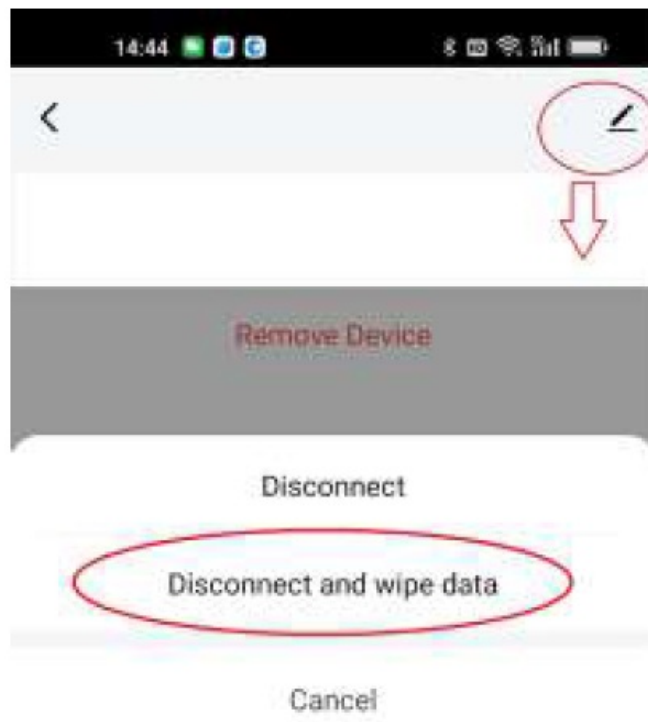 14:44
Remove Device
Disconnect
Disconnect and wipe data
Cancel